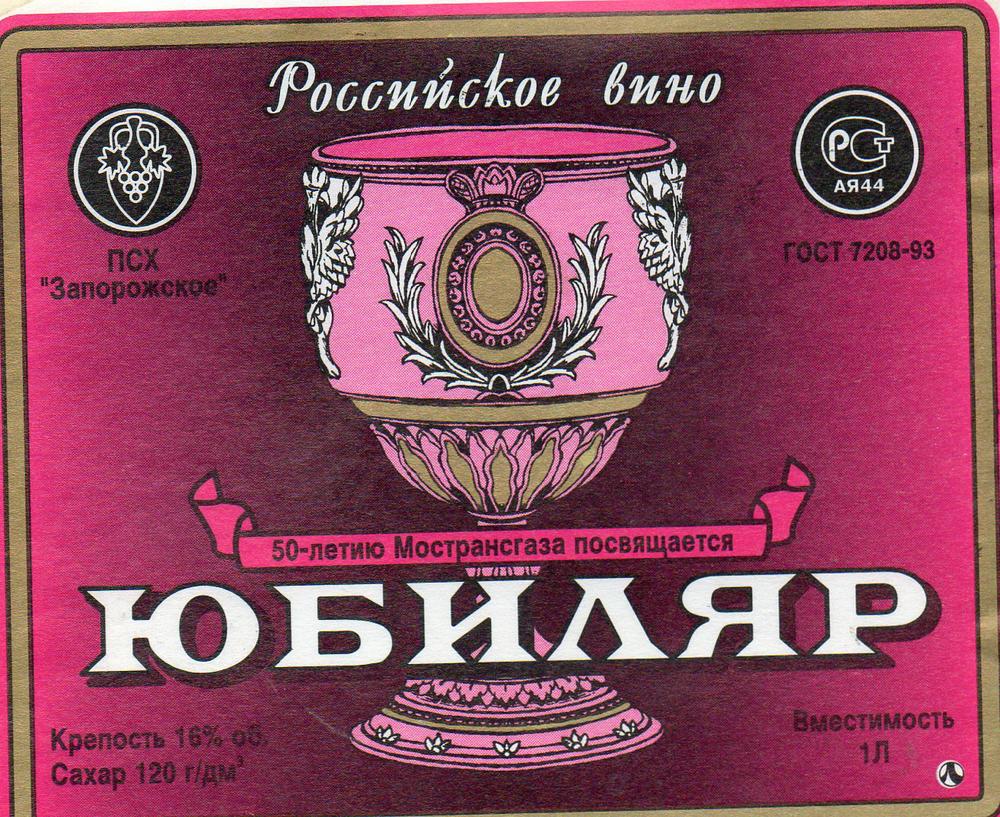 Российское вино
РСТ
АЯ44
ПСХ
"Запорожское"
ГОСТ 7208-93
50-летию Мострансгаза посвящается
ЮБИЛЯР
Крепость 16% об.
Сахар 120 г/дм³
Вместимость
1Л